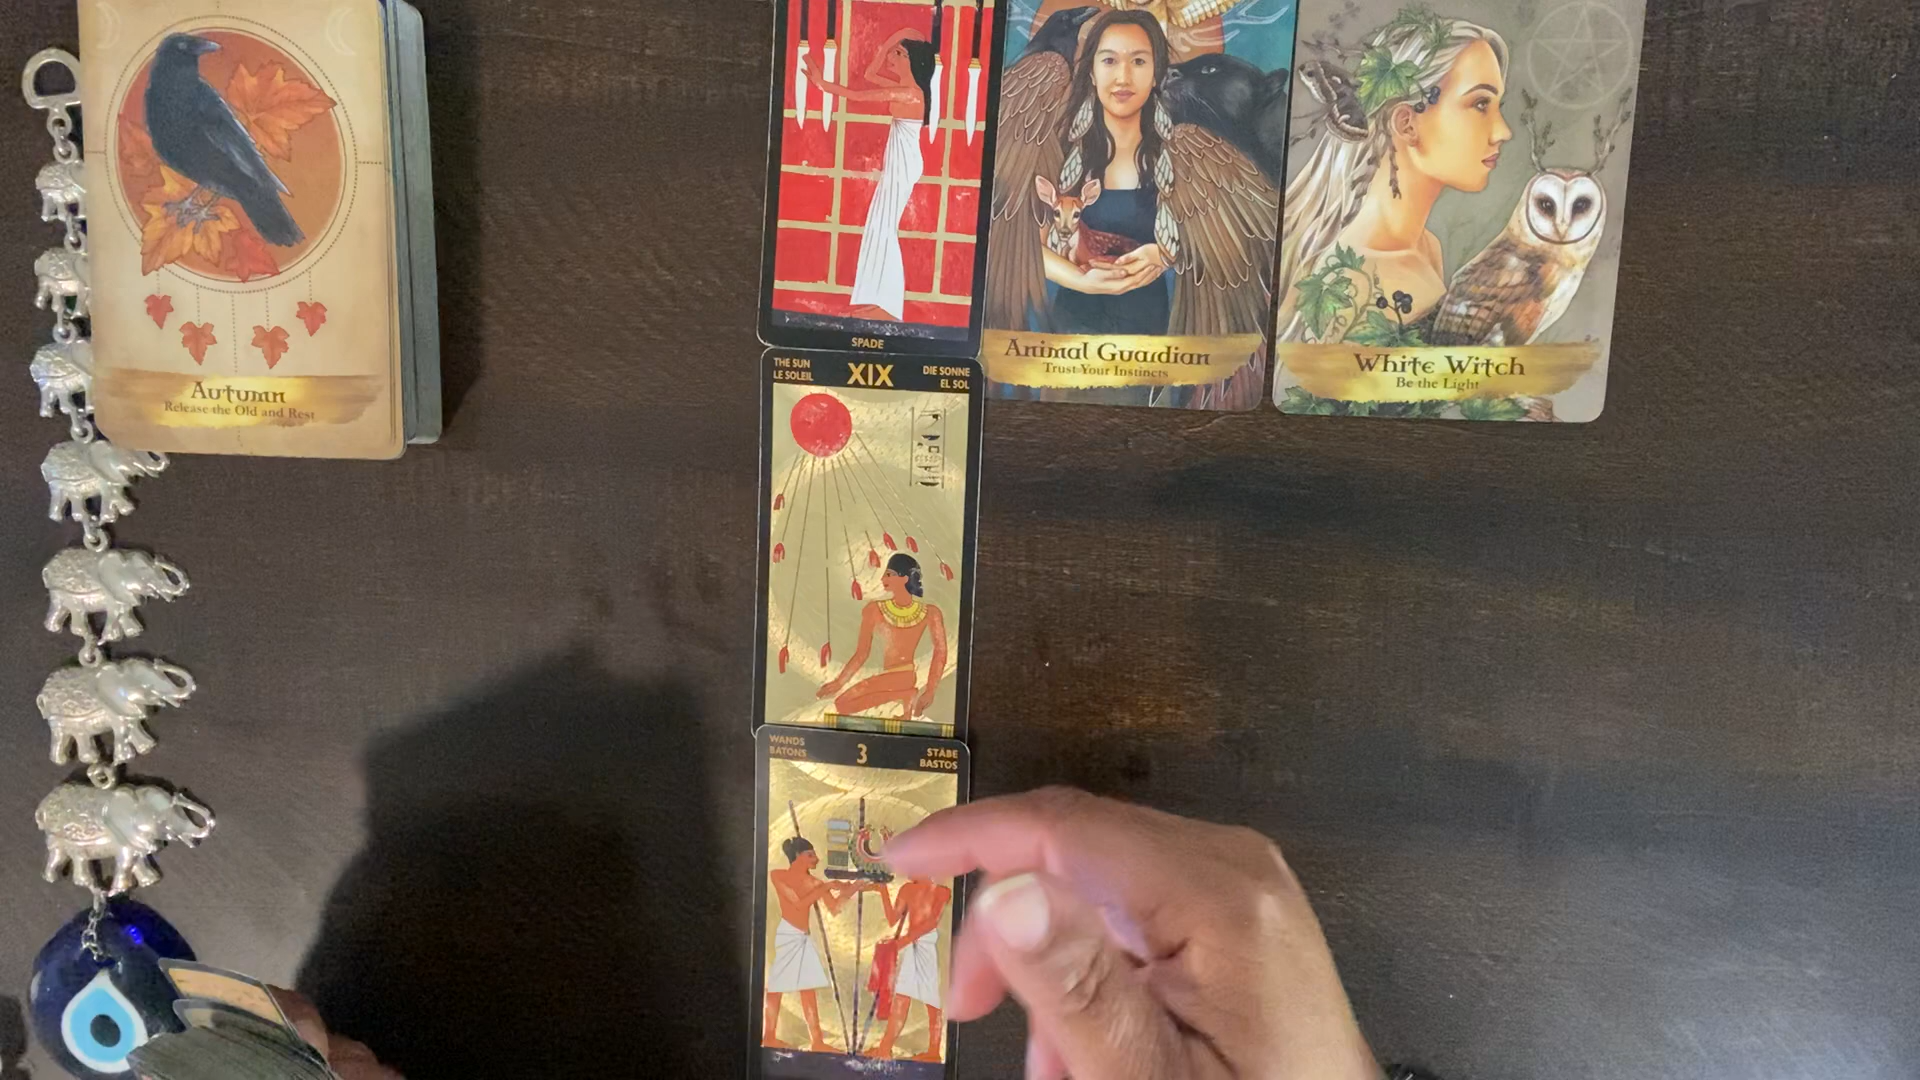 Autumn
Release the Old and Rest
SPADE
Animal Guardian
Trust Your Instincts
White Witch
Be the Light
THE SUN
LE SOLEIL
XIX
DIE SONNE
EL SOL
WANDS
BATONS
3
STÄBE
BASTOS